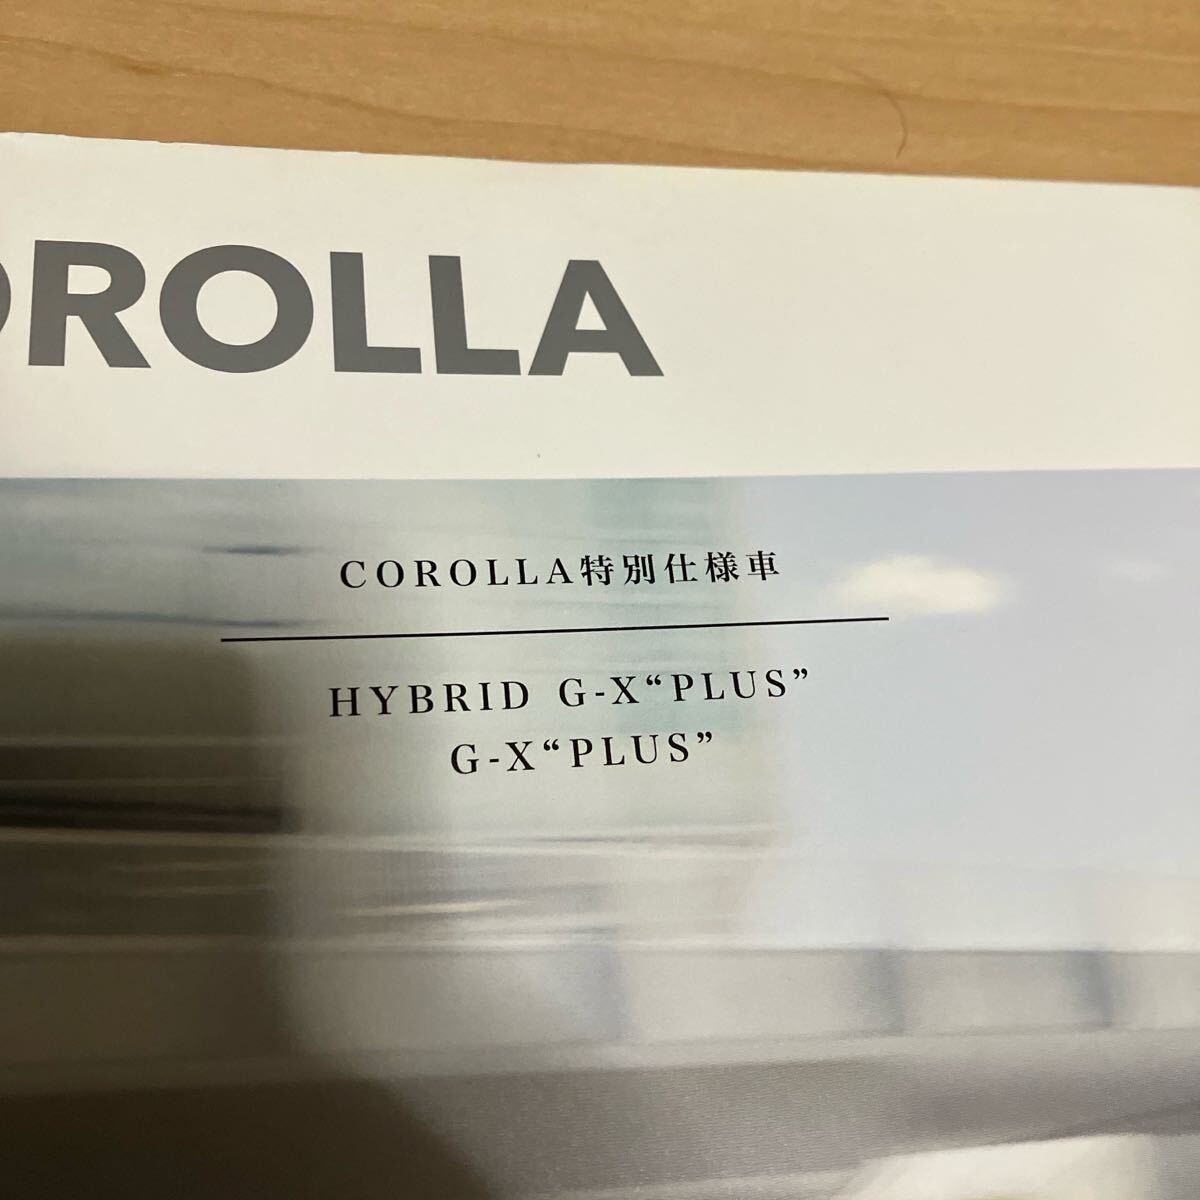 OROLLA
COROLLA特別仕様車
HYBRID G-X“PLUS”
G-X“PLUS”